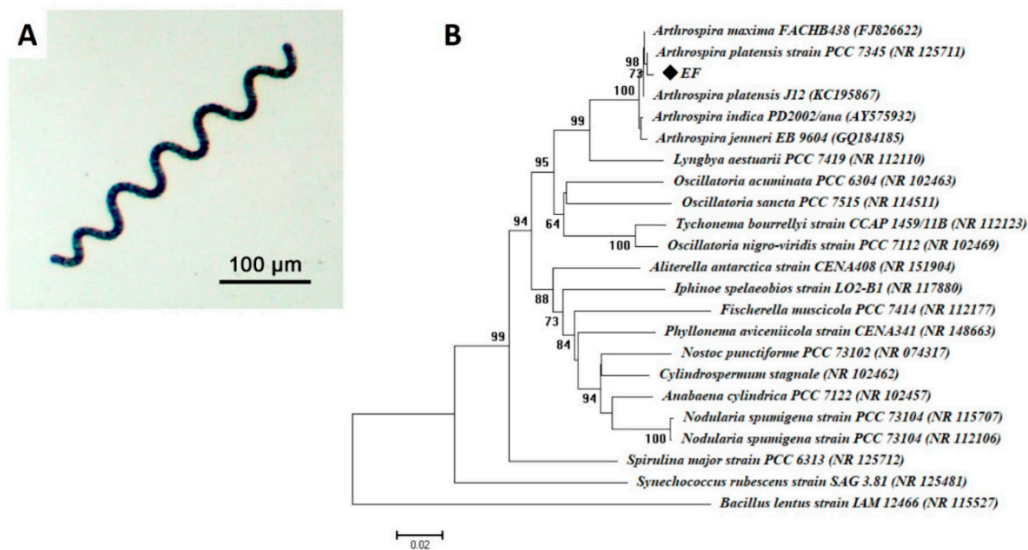 A
100 µm
B
Arthrospira maxima FACHB438 (FJ826622)
Arthrospira platensis strain PCC 7345 (NR 125711)
98
73
EF
100
Arthrospira platensis J12 (KC195867)
Arthrospira indica PD2002/ana (AY575932)
99
Arthrospira jenneri EB 9604 (GQ184185)
95
Lyngbya aestuarii PCC 7419 (NR 112110)
Oscillatoria acuminata PCC 6304 (NR 102463)
Oscillatoria sancta PCC 7515 (NR 114511)
94
64
Tychonema bourrellyi strain CCAP 1459/11B (NR 112123)
100
Oscillatoria nigro-viridis strain PCC 7112 (NR 102469)
Aliterella antarctica strain CENA408 (NR 151904)
88
Iphinoe spelaeobios strain LO2-B1 (NR 117880)
73
Fischerella muscicola PCC 7414 (NR 112177)
99
84
Phyllonema aviceniicola strain CENA341 (NR 148663)
Nostoc punctiforme PCC 73102 (NR 074317)
Cylindrospermum stagnale (NR 102462)
94
Anabaena cylindrica PCC 7122 (NR 102457)
Nodularia spumigena strain PCC 73104 (NR 115707)
100
Nodularia spumigena strain PCC 73104 (NR 112106)
Spirulina major strain PCC 6313 (NR 125712)
Synechococcus rubescens strain SAG 3.81 (NR 125481)
Bacillus lentus strain IAM 12466 (NR 115527)
0.02